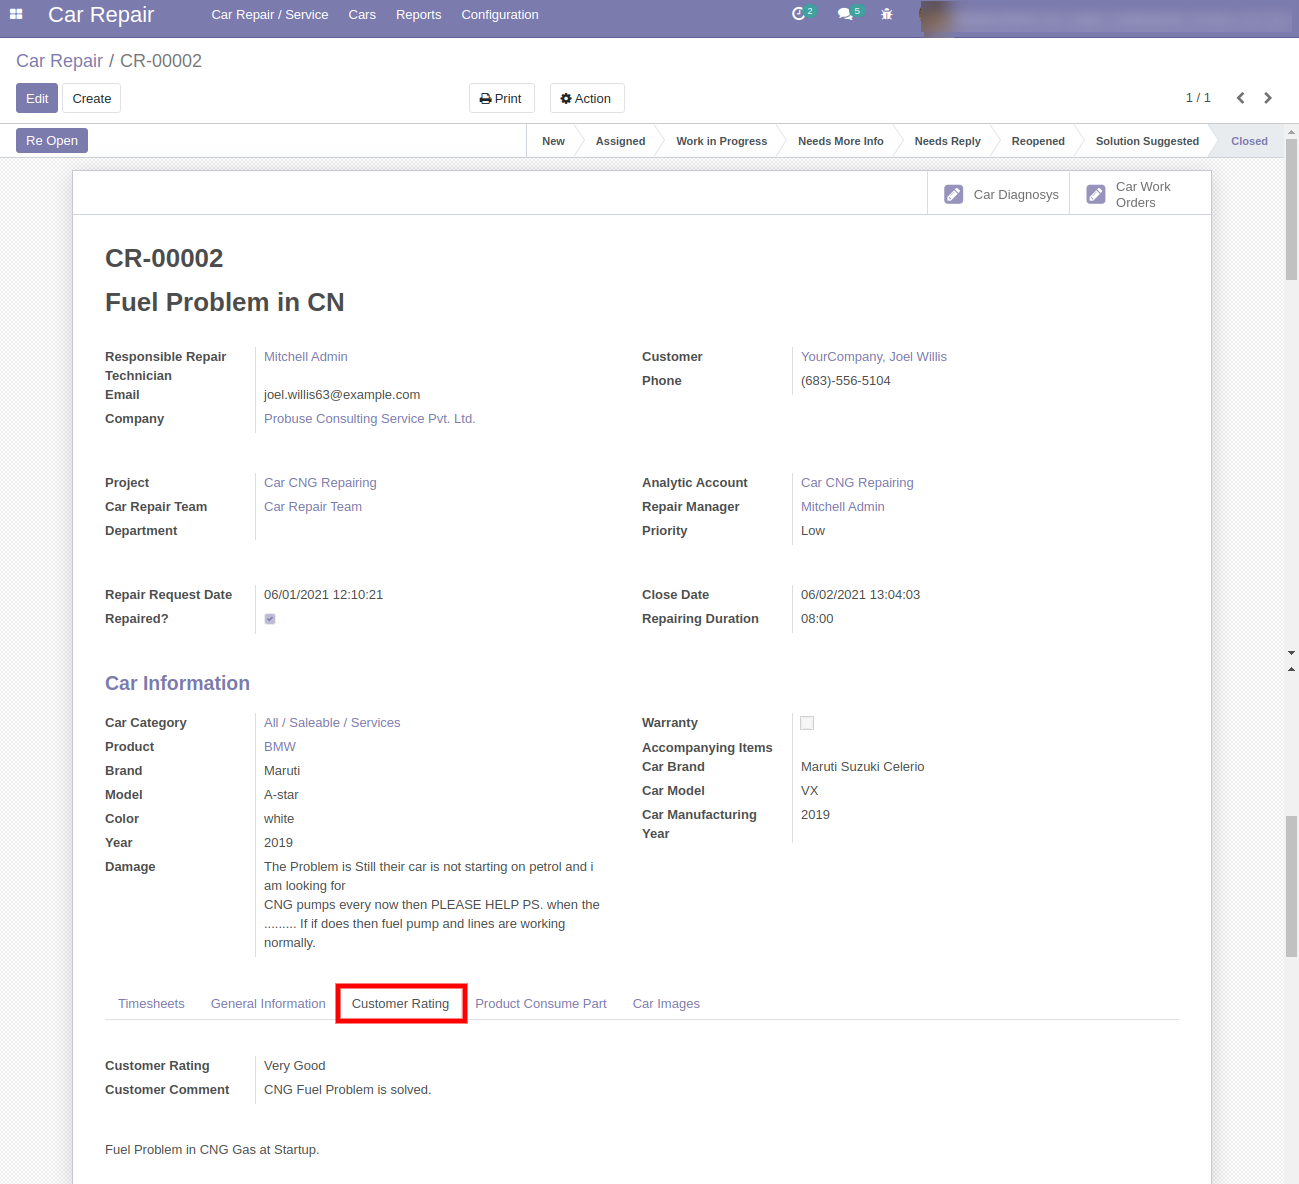 Car Repair
Car Repair / Service Cars Reports Configuration
2 5
Car Repair / CR-00002
Edit Create Print Action 1 / 1
Re Open New Assigned Work in Progress Needs More Info Needs Reply Reopened Solution Suggested Closed
Car Diagnosys
Car Work
Orders
CR-00002
Fuel Problem in CN
Responsible Repair
Technician
Mitchell Admin
Email joel.willis63@example.com
Company Probuse Consulting Service Pvt. Ltd.
Customer YourCompany, Joel Willis
Phone (683)-556-5104
Project Car CNG Repairing
Car Repair Team Car Repair Team
Department
Analytic Account Car CNG Repairing
Repair Manager Mitchell Admin
Priority Low
Repair Request Date 06/01/2021 12:10:21
Repaired?
Close Date 06/02/2021 13:04:03
Repairing Duration 08:00
Car Information
Car Category All / Saleable / Services
Product BMW
Brand Maruti
Model A-star
Color white
Year 2019
Damage The Problem is Still their car is not starting on petrol and i
am looking for
CNG pumps every now then PLEASE HELP PS. when the
......... If if does then fuel pump and lines are working
normally.
Warranty
Accompanying Items
Car Brand Maruti Suzuki Celerio
Car Model VX
Car Manufacturing
Year
2019
Timesheets General Information Customer Rating Product Consume Part Car Images
Customer Rating Very Good
Customer Comment CNG Fuel Problem is solved.
Fuel Problem in CNG Gas at Startup.